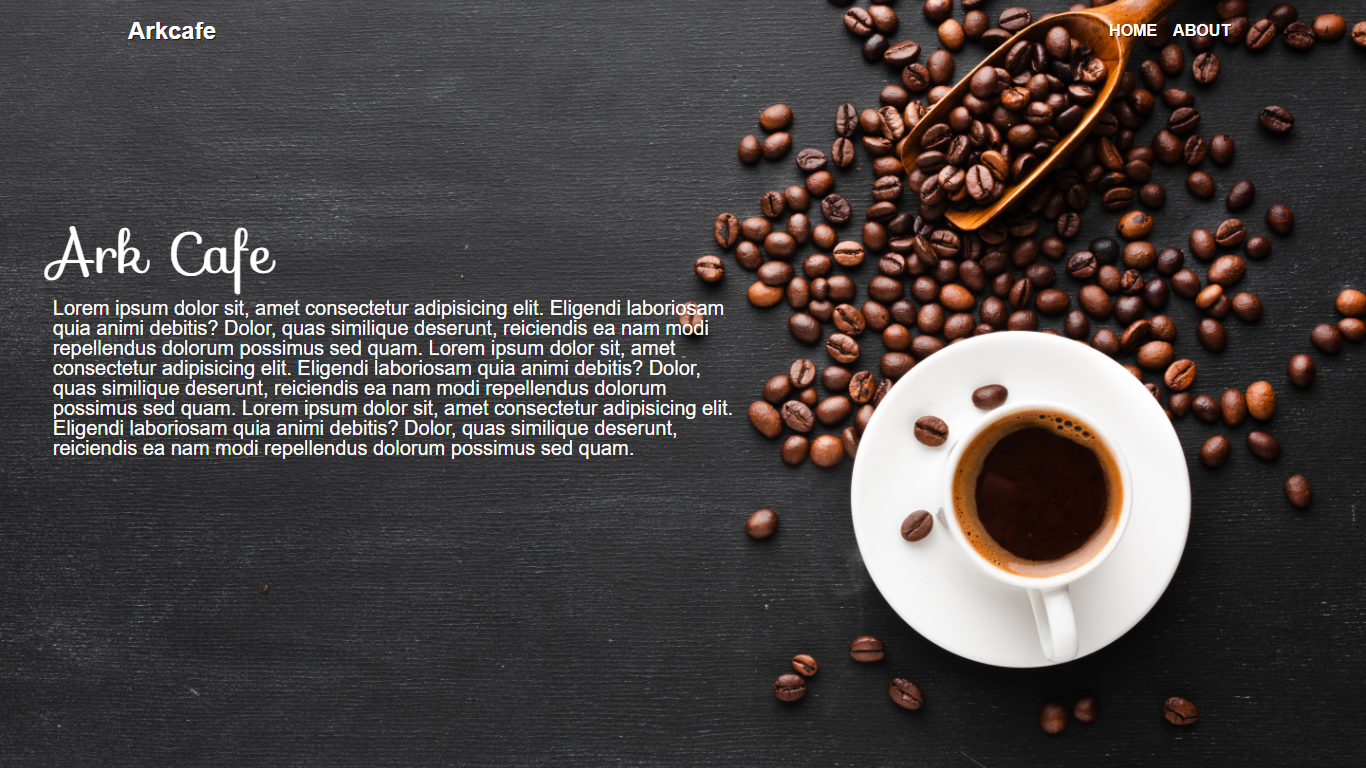 Arkcafe
HOME ABOUT
Ark Cafe
Lorem ipsum dolor sit, amet consectetur adipisicing elit. Eligendi laboriosam
quia animi debitis? Dolor, quas similique deserunt, reiciendis ea nam modi
repellendus dolorum possimus sed quam. Lorem ipsum dolor sit, amet
consectetur adipisicing elit. Eligendi laboriosam quia animi debitis? Dolor,
quas similique deserunt, reiciendis ea nam modi repellendus dolorum
possimus sed quam. Lorem ipsum dolor sit, amet consectetur adipisicing elit.
Eligendi laboriosam quia animi debitis? Dolor, quas similique deserunt,
reiciendis ea nam modi repellendus dolorum possimus sed quam.